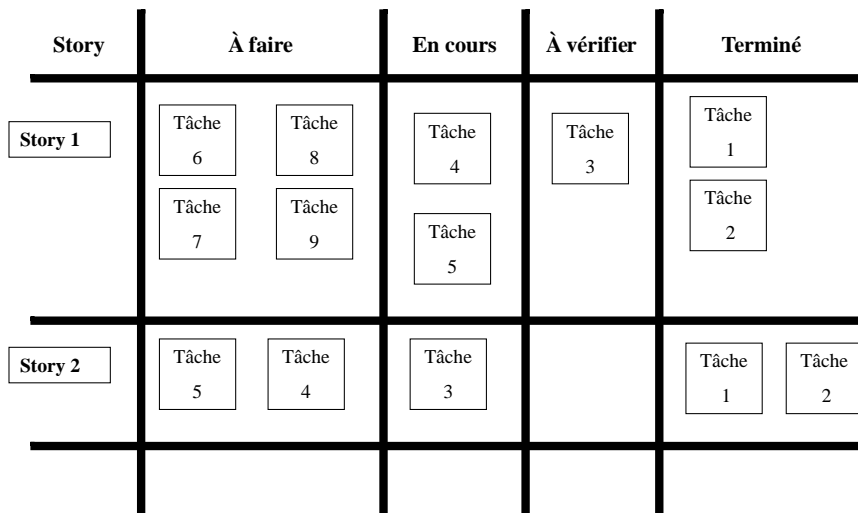 Story
À faire
En cours
À vérifier
Terminé
Story 1
Tâche
6
Tâche
8
Tâche
7
Tâche
9
Tâche
4
Tâche
5
Tâche
3
Tâche
1
Tâche
2
Story 2
Tâche
5
Tâche
4
Tâche
3
Tâche
1
Tâche
2